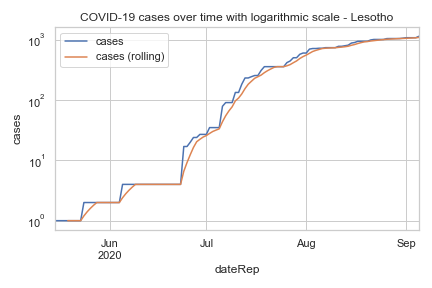 COVID-19 cases over time with logarithmic scale - Lesotho
cases
cases (rolling)
10³
10²
10¹
10⁰
cases
Jun
2020
Jul
Aug
Sep
dateRep